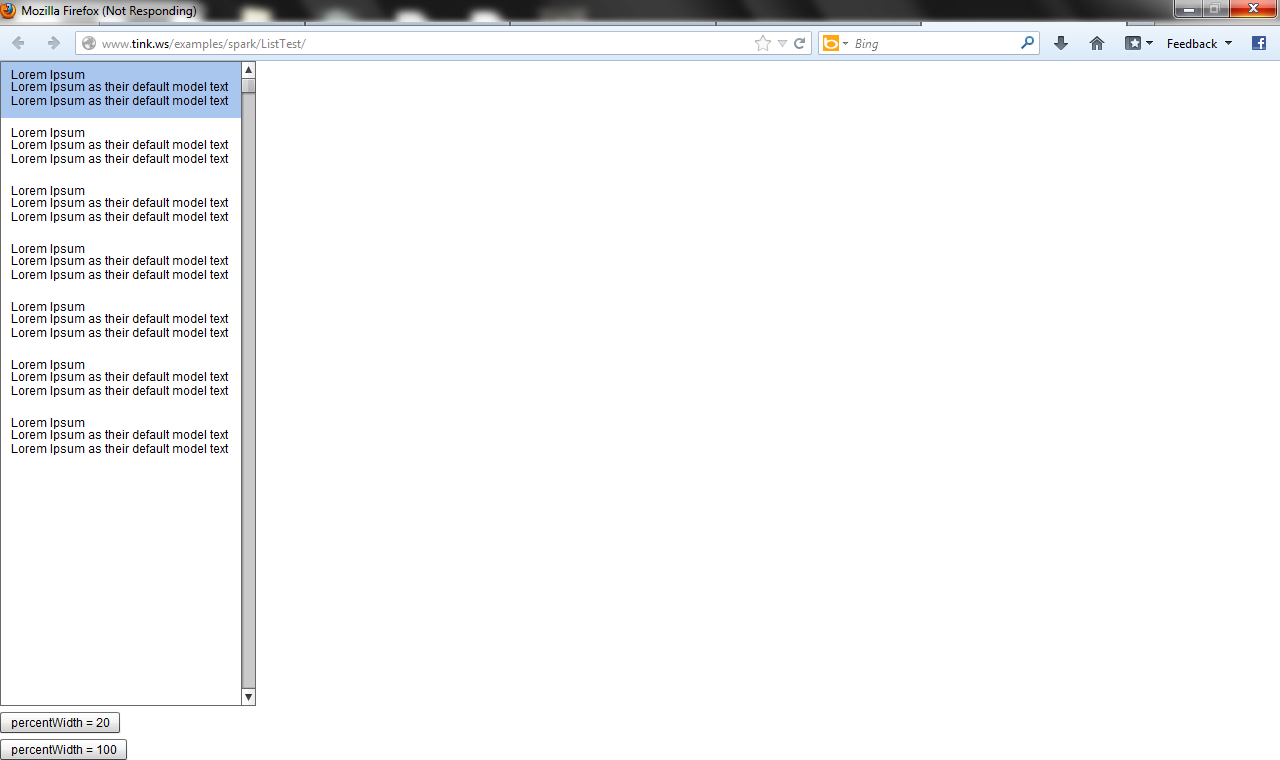 Mozilla Firefox (Not Responding)
www.tink.ws/examples/spark/ListTest/
Bing
Feedback
Lorem Ipsum
Lorem Ipsum as their default model text
Lorem Ipsum as their default model text
Lorem Ipsum
Lorem Ipsum as their default model text
Lorem Ipsum as their default model text
Lorem Ipsum
Lorem Ipsum as their default model text
Lorem Ipsum as their default model text
Lorem Ipsum
Lorem Ipsum as their default model text
Lorem Ipsum as their default model text
Lorem Ipsum
Lorem Ipsum as their default model text
Lorem Ipsum as their default model text
Lorem Ipsum
Lorem Ipsum as their default model text
Lorem Ipsum as their default model text
Lorem Ipsum
Lorem Ipsum as their default model text
Lorem Ipsum as their default model text
percentWidth = 20
percentWidth = 100